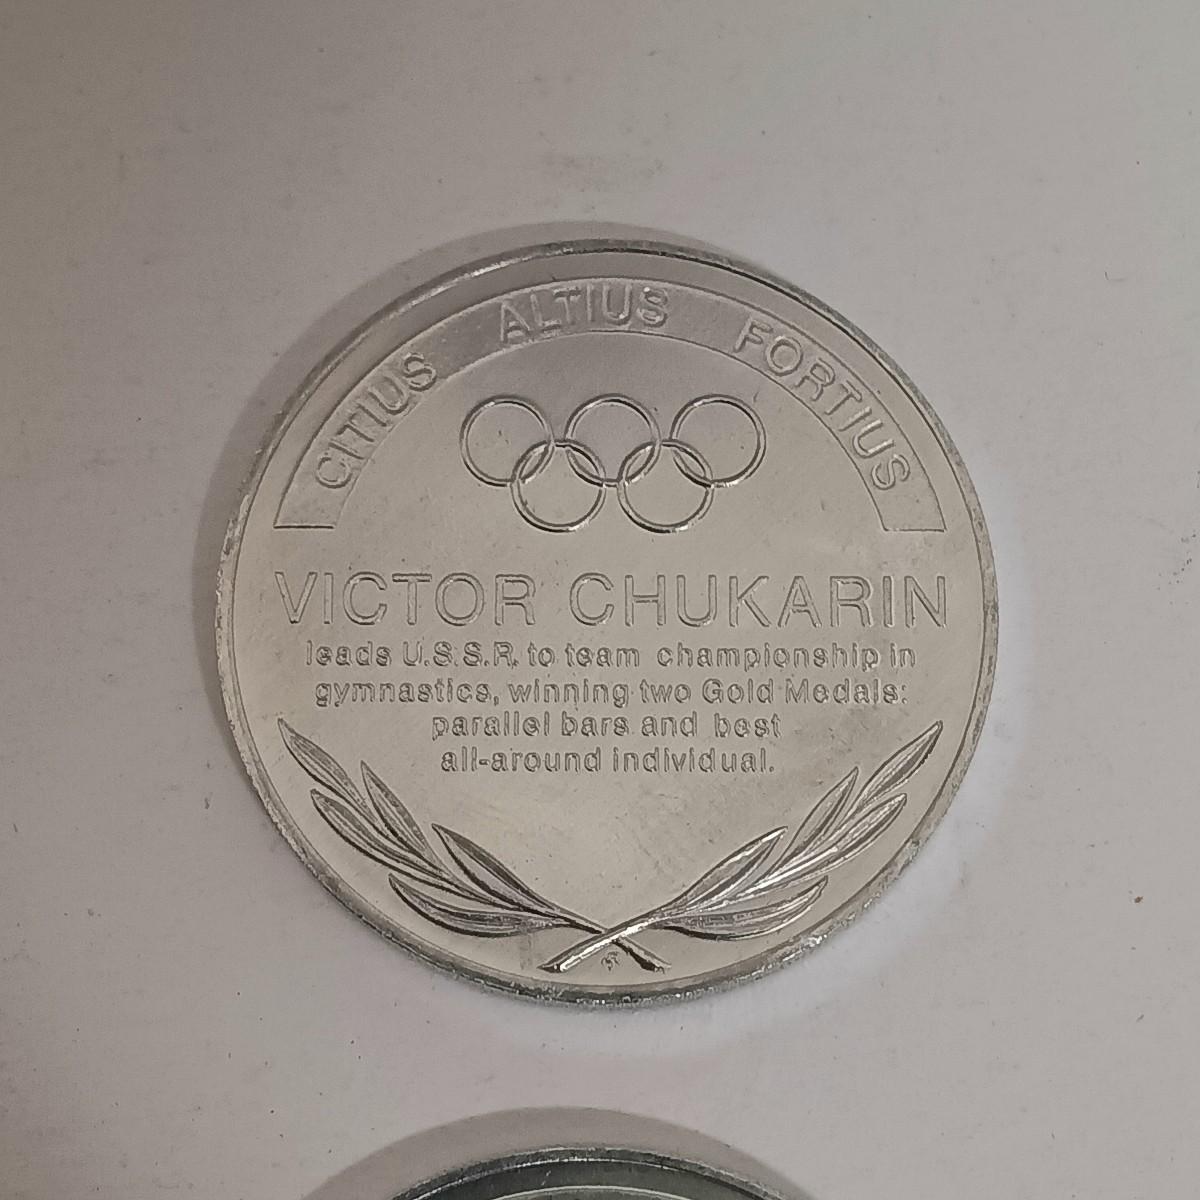 CITIUS ALTIUS FORTIUS
VICTOR CHUKARIN
leads U.S.S.R. to team championship in
gymnastics, winning two Gold Medals:
parallel bars and best
all-around individual.